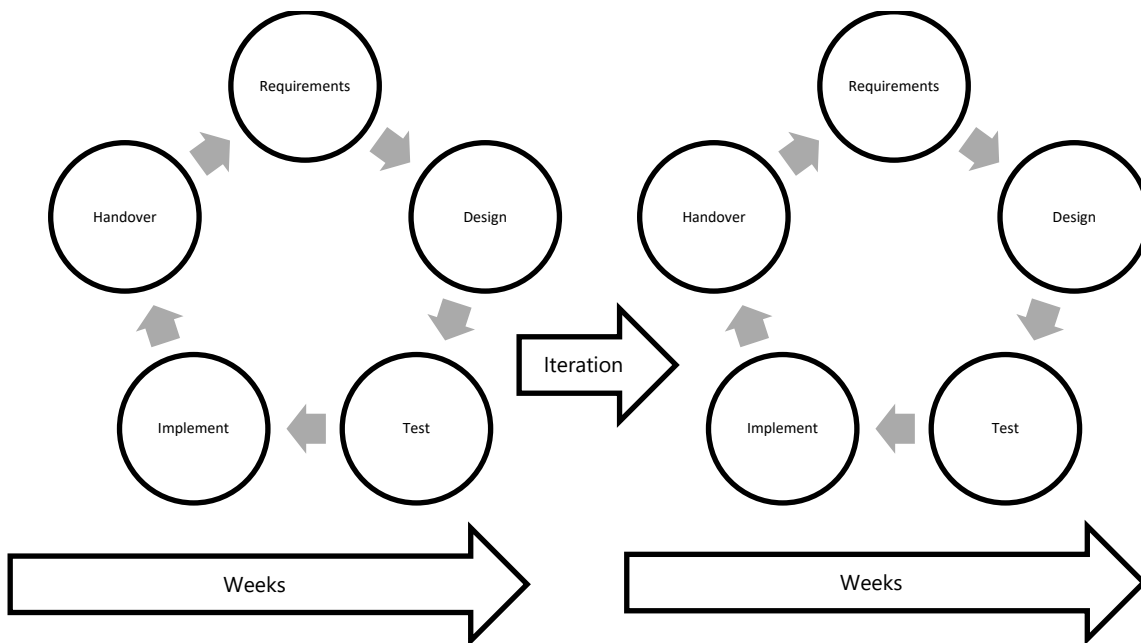 Requirements
Handover
Design
Implement
Test
Iteration
Requirements
Handover
Design
Implement
Test
Weeks
Weeks